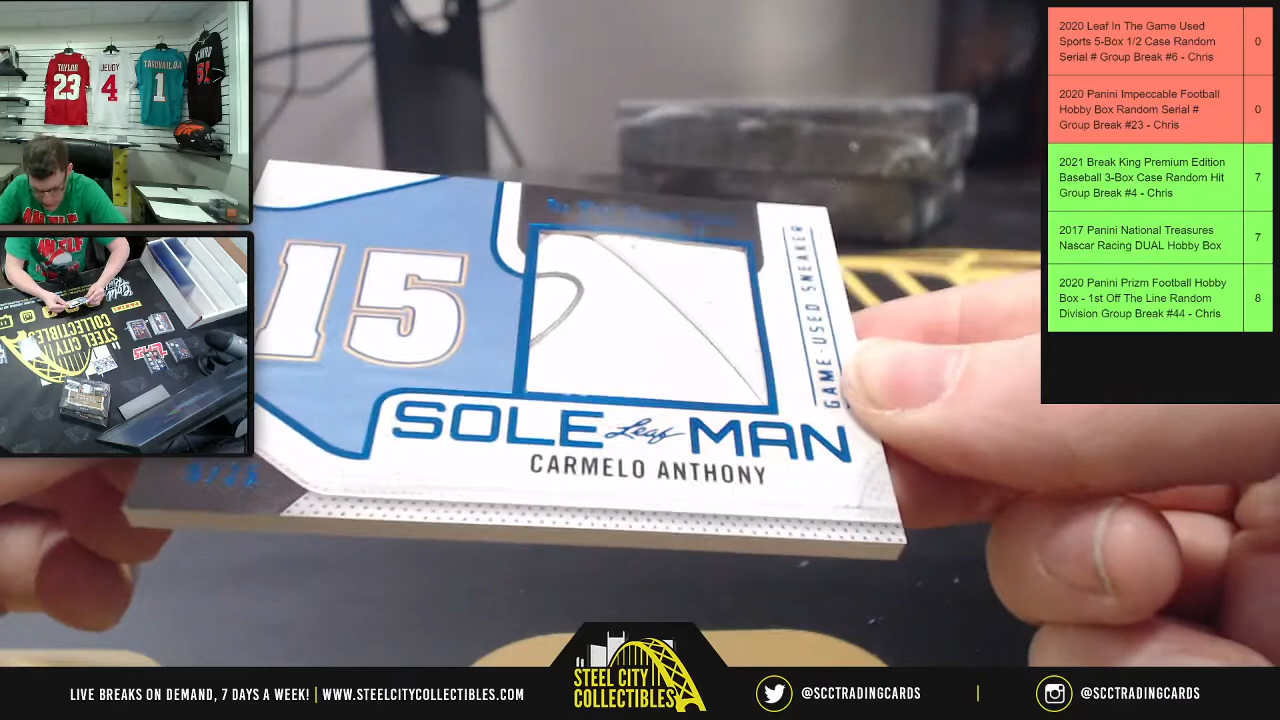 TAYLOR
23
JEUDY
4
TAGOVAILOA
1
51
STEEL CITY
COLLECTIBLES
15
GAME-USED SNEAKER
SOLE Leaf MAN
CARMELO ANTHONY
2020 Leaf In The Game Used
Sports 5-Box 1/2 Case Random
Serial # Group Break #6 - Chris
0
2020 Panini Impeccable Football
Hobby Box Random Serial #
Group Break #23 - Chris
0
2021 Break King Premium Edition
Baseball 3-Box Case Random Hit
Group Break #4 - Chris
7
2017 Panini National Treasures
Nascar Racing DUAL Hobby Box
7
2020 Panini Prizm Football Hobby
Box - 1st Off The Line Random
Division Group Break #44 - Chris
8
LIVE BREAKS ON DEMAND, 7 DAYS A WEEK! | WWW.STEELCITYCOLLECTIBLES.COM
STEEL CITY
COLLECTIBLES
@SCCTRADINGCARDS | @SCCTRADINGCARDS